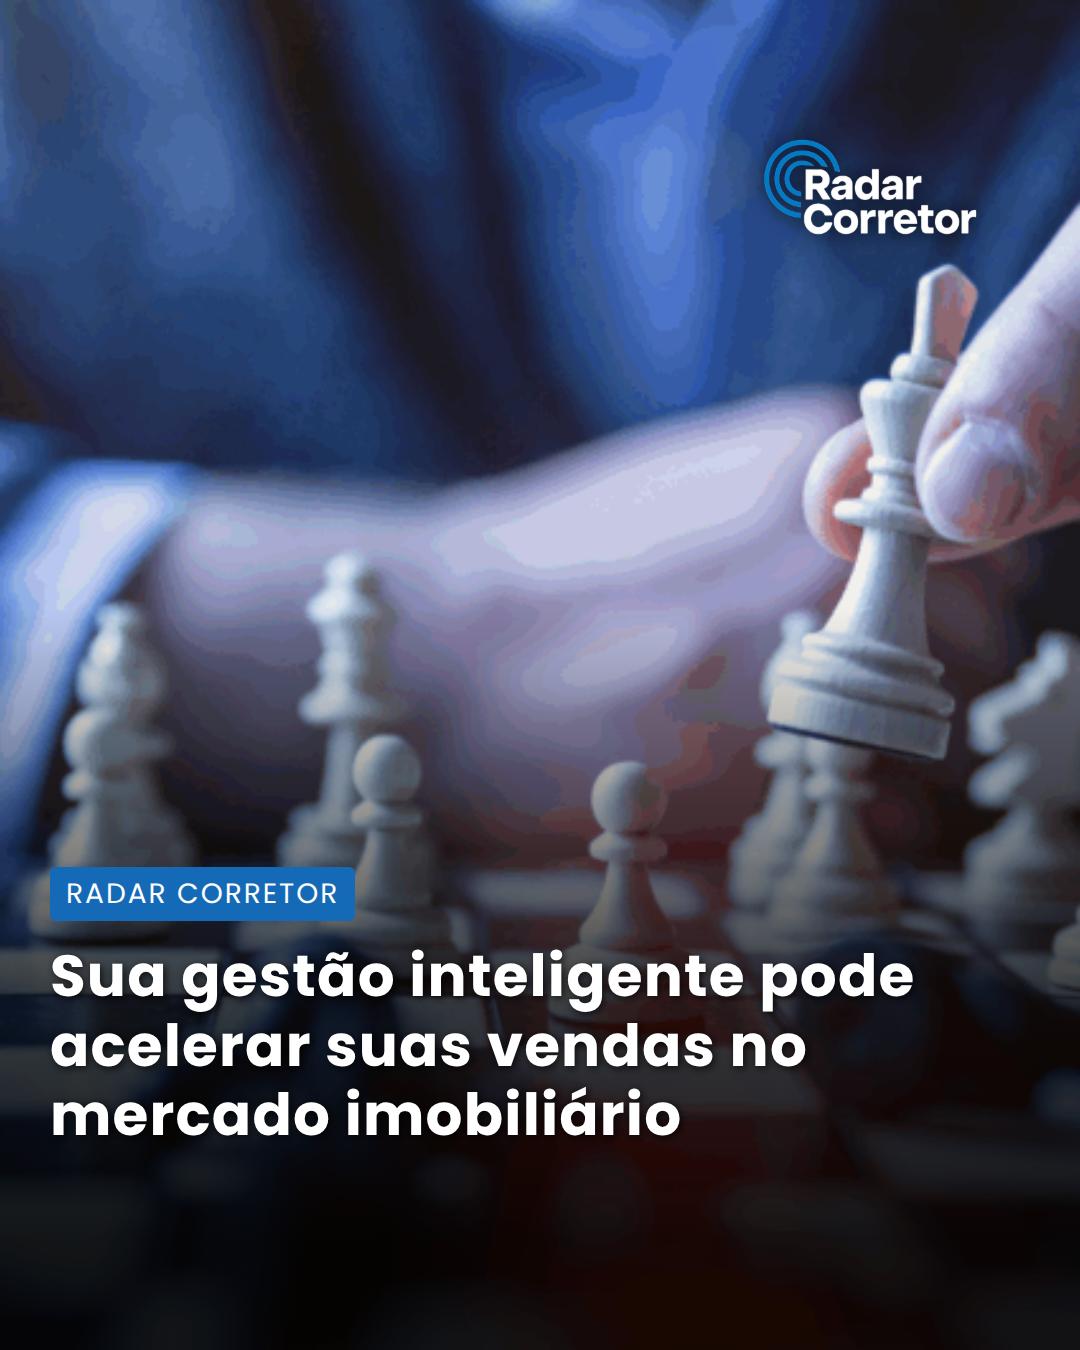 Radar
Corretor
RADAR CORRETOR
Sua gestão inteligente pode
acelerar suas vendas no
mercado imobiliário